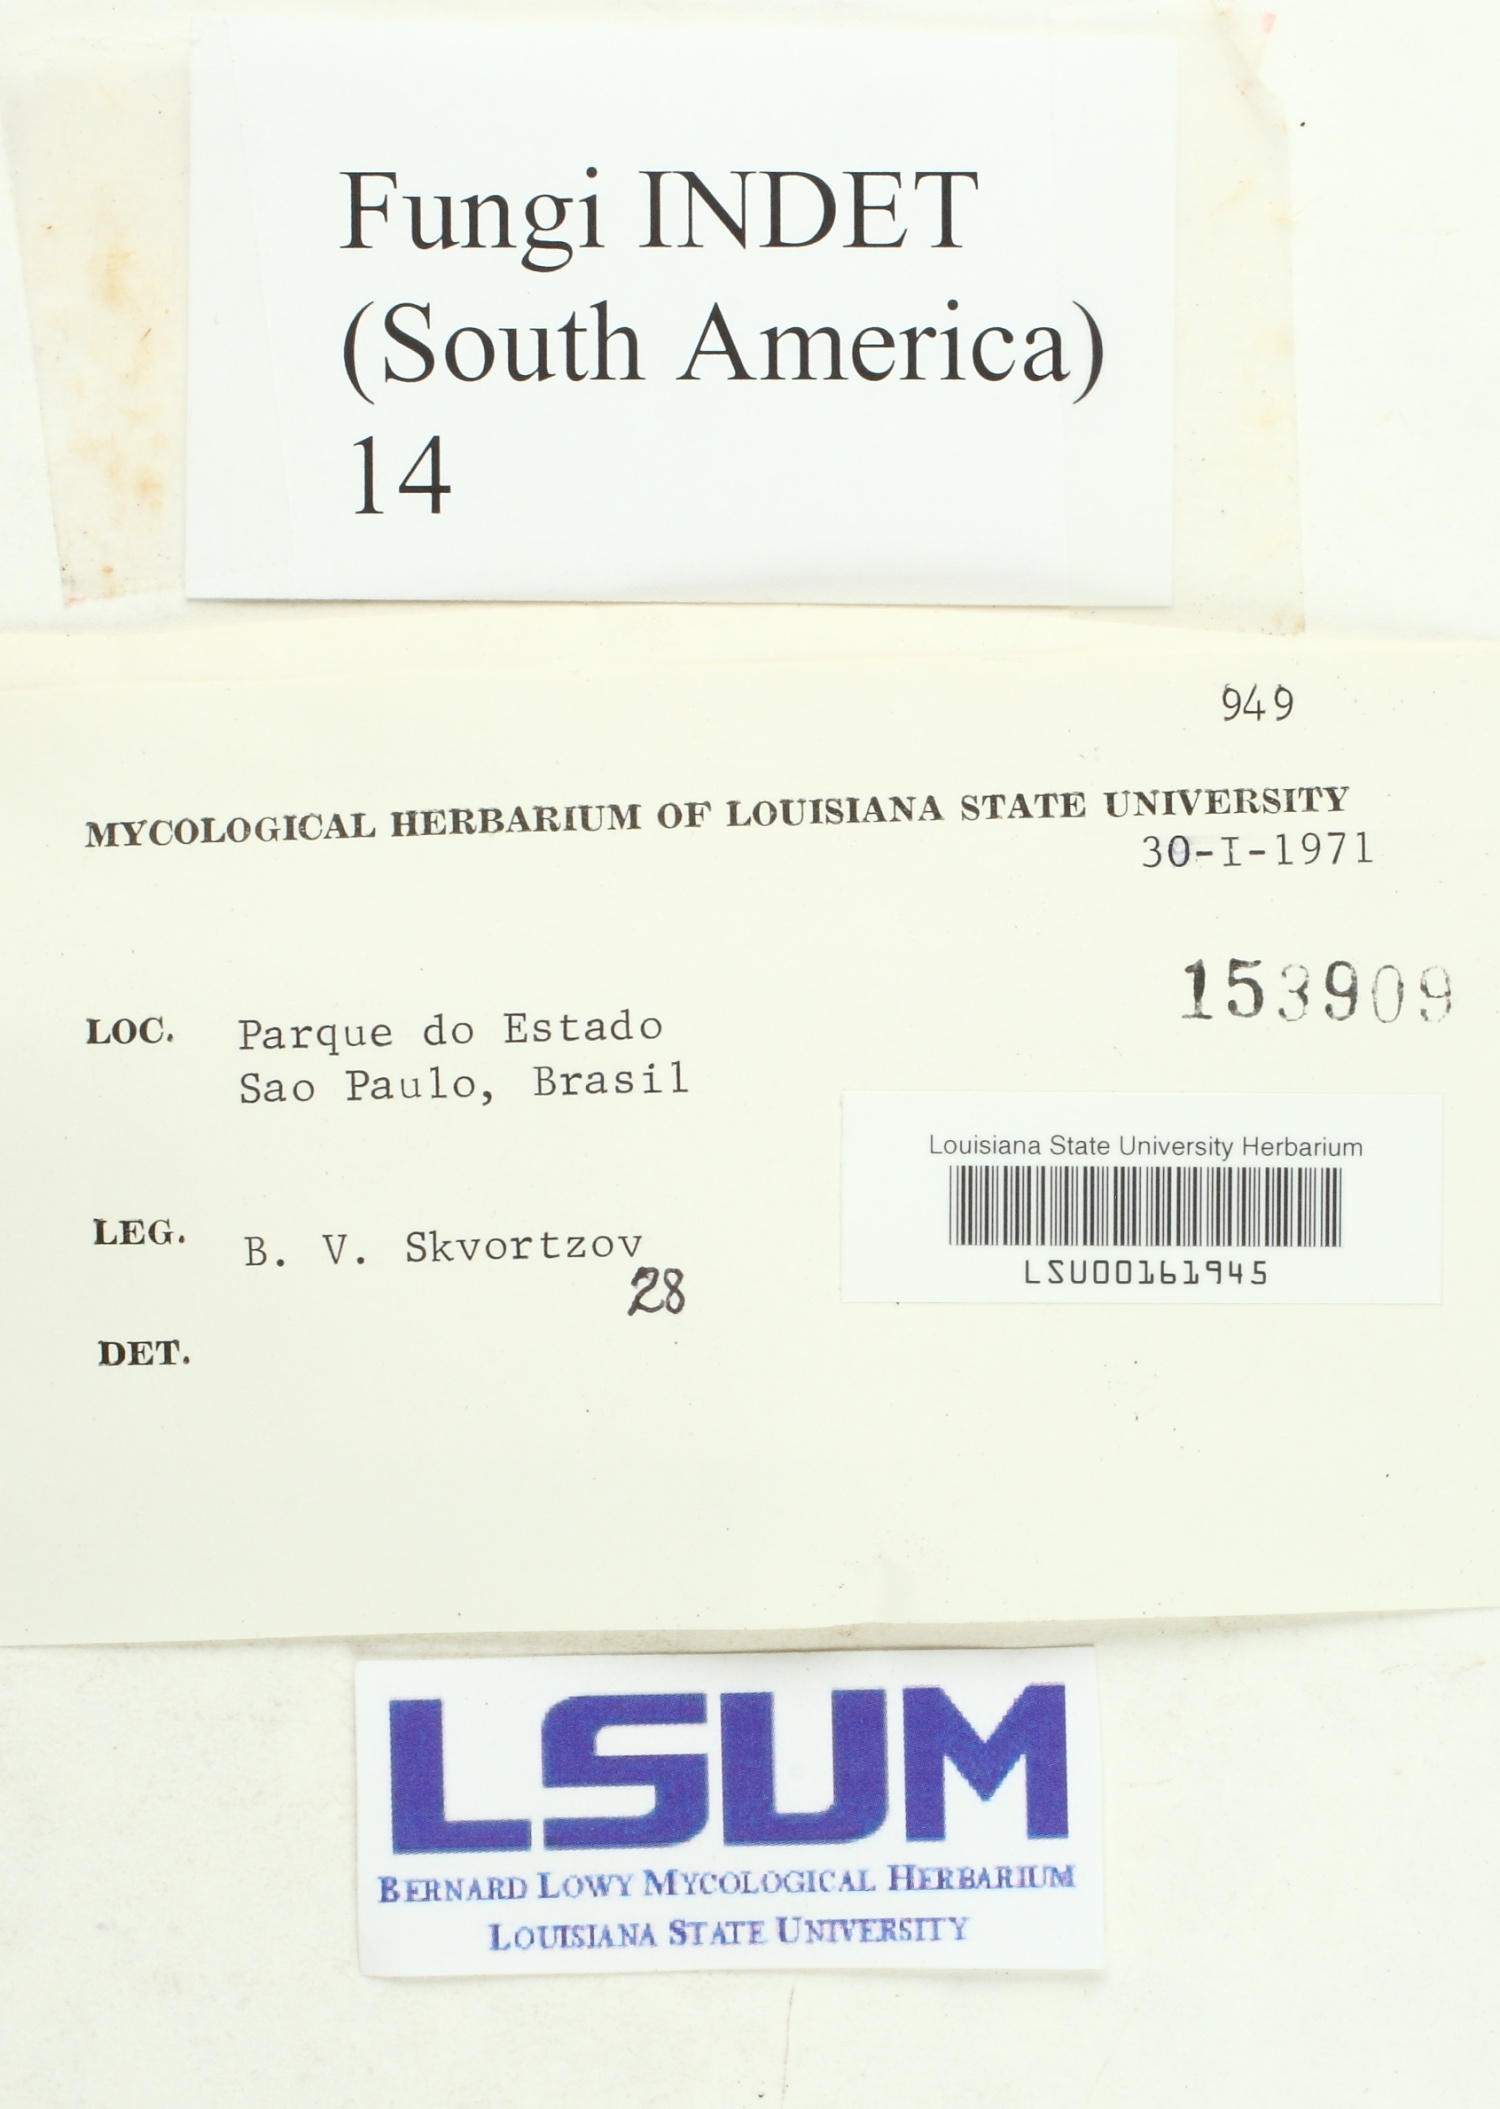 Fungi INDET
(South America)
14
949
MYCOLOGICAL HERBARIUM OF LOUISIANA STATE UNIVERSITY
30-I-1971
153909
LOC. Parque do Estado
Sao Paulo, Brasil
Louisiana State University Herbarium
LSU00161945
LEG. B. V. Skvortzov
28
DET.
LSUM
BERNARD LOWY MYCOLOGICAL HERBARIUM
LOUISIANA STATE UNIVERSITY